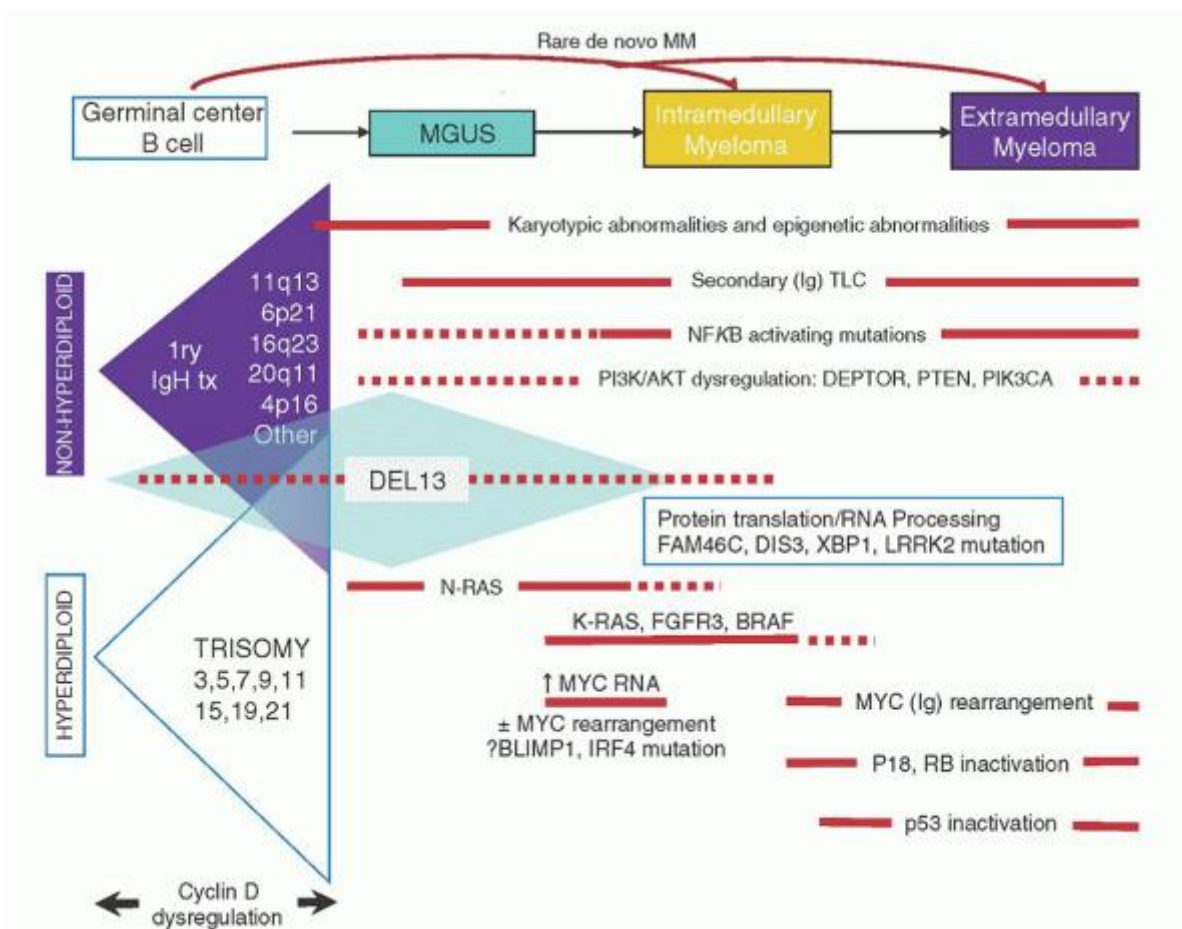 Rare de novo MM
Germinal center
B cell
MGUS
Intramedullary
Myeloma
Extramedullary
Myeloma
Karyotypic abnormalities and epigenetic abnormalities
NON-HYPERDIPLOID
1ry
IgH tx
11q13
6p21
16q23
20q11
4p16
Other
Secondary (Ig) TLC
NFKB activating mutations
PI3K/AKT dysregulation: DEPTOR, PTEN, PIK3CA
DEL13
Protein translation/RNA Processing
FAM46C, DIS3, XBP1, LRRK2 mutation
N-RAS
K-RAS, FGFR3, BRAF
HYPERDIPLOID
TRISOMY
3,5,7,9,11
15,19,21
↑ MYC RNA
± MYC rearrangement
?BLIMP1, IRF4 mutation
MYC (Ig) rearrangement
P18, RB inactivation
p53 inactivation
Cyclin D
dysregulation